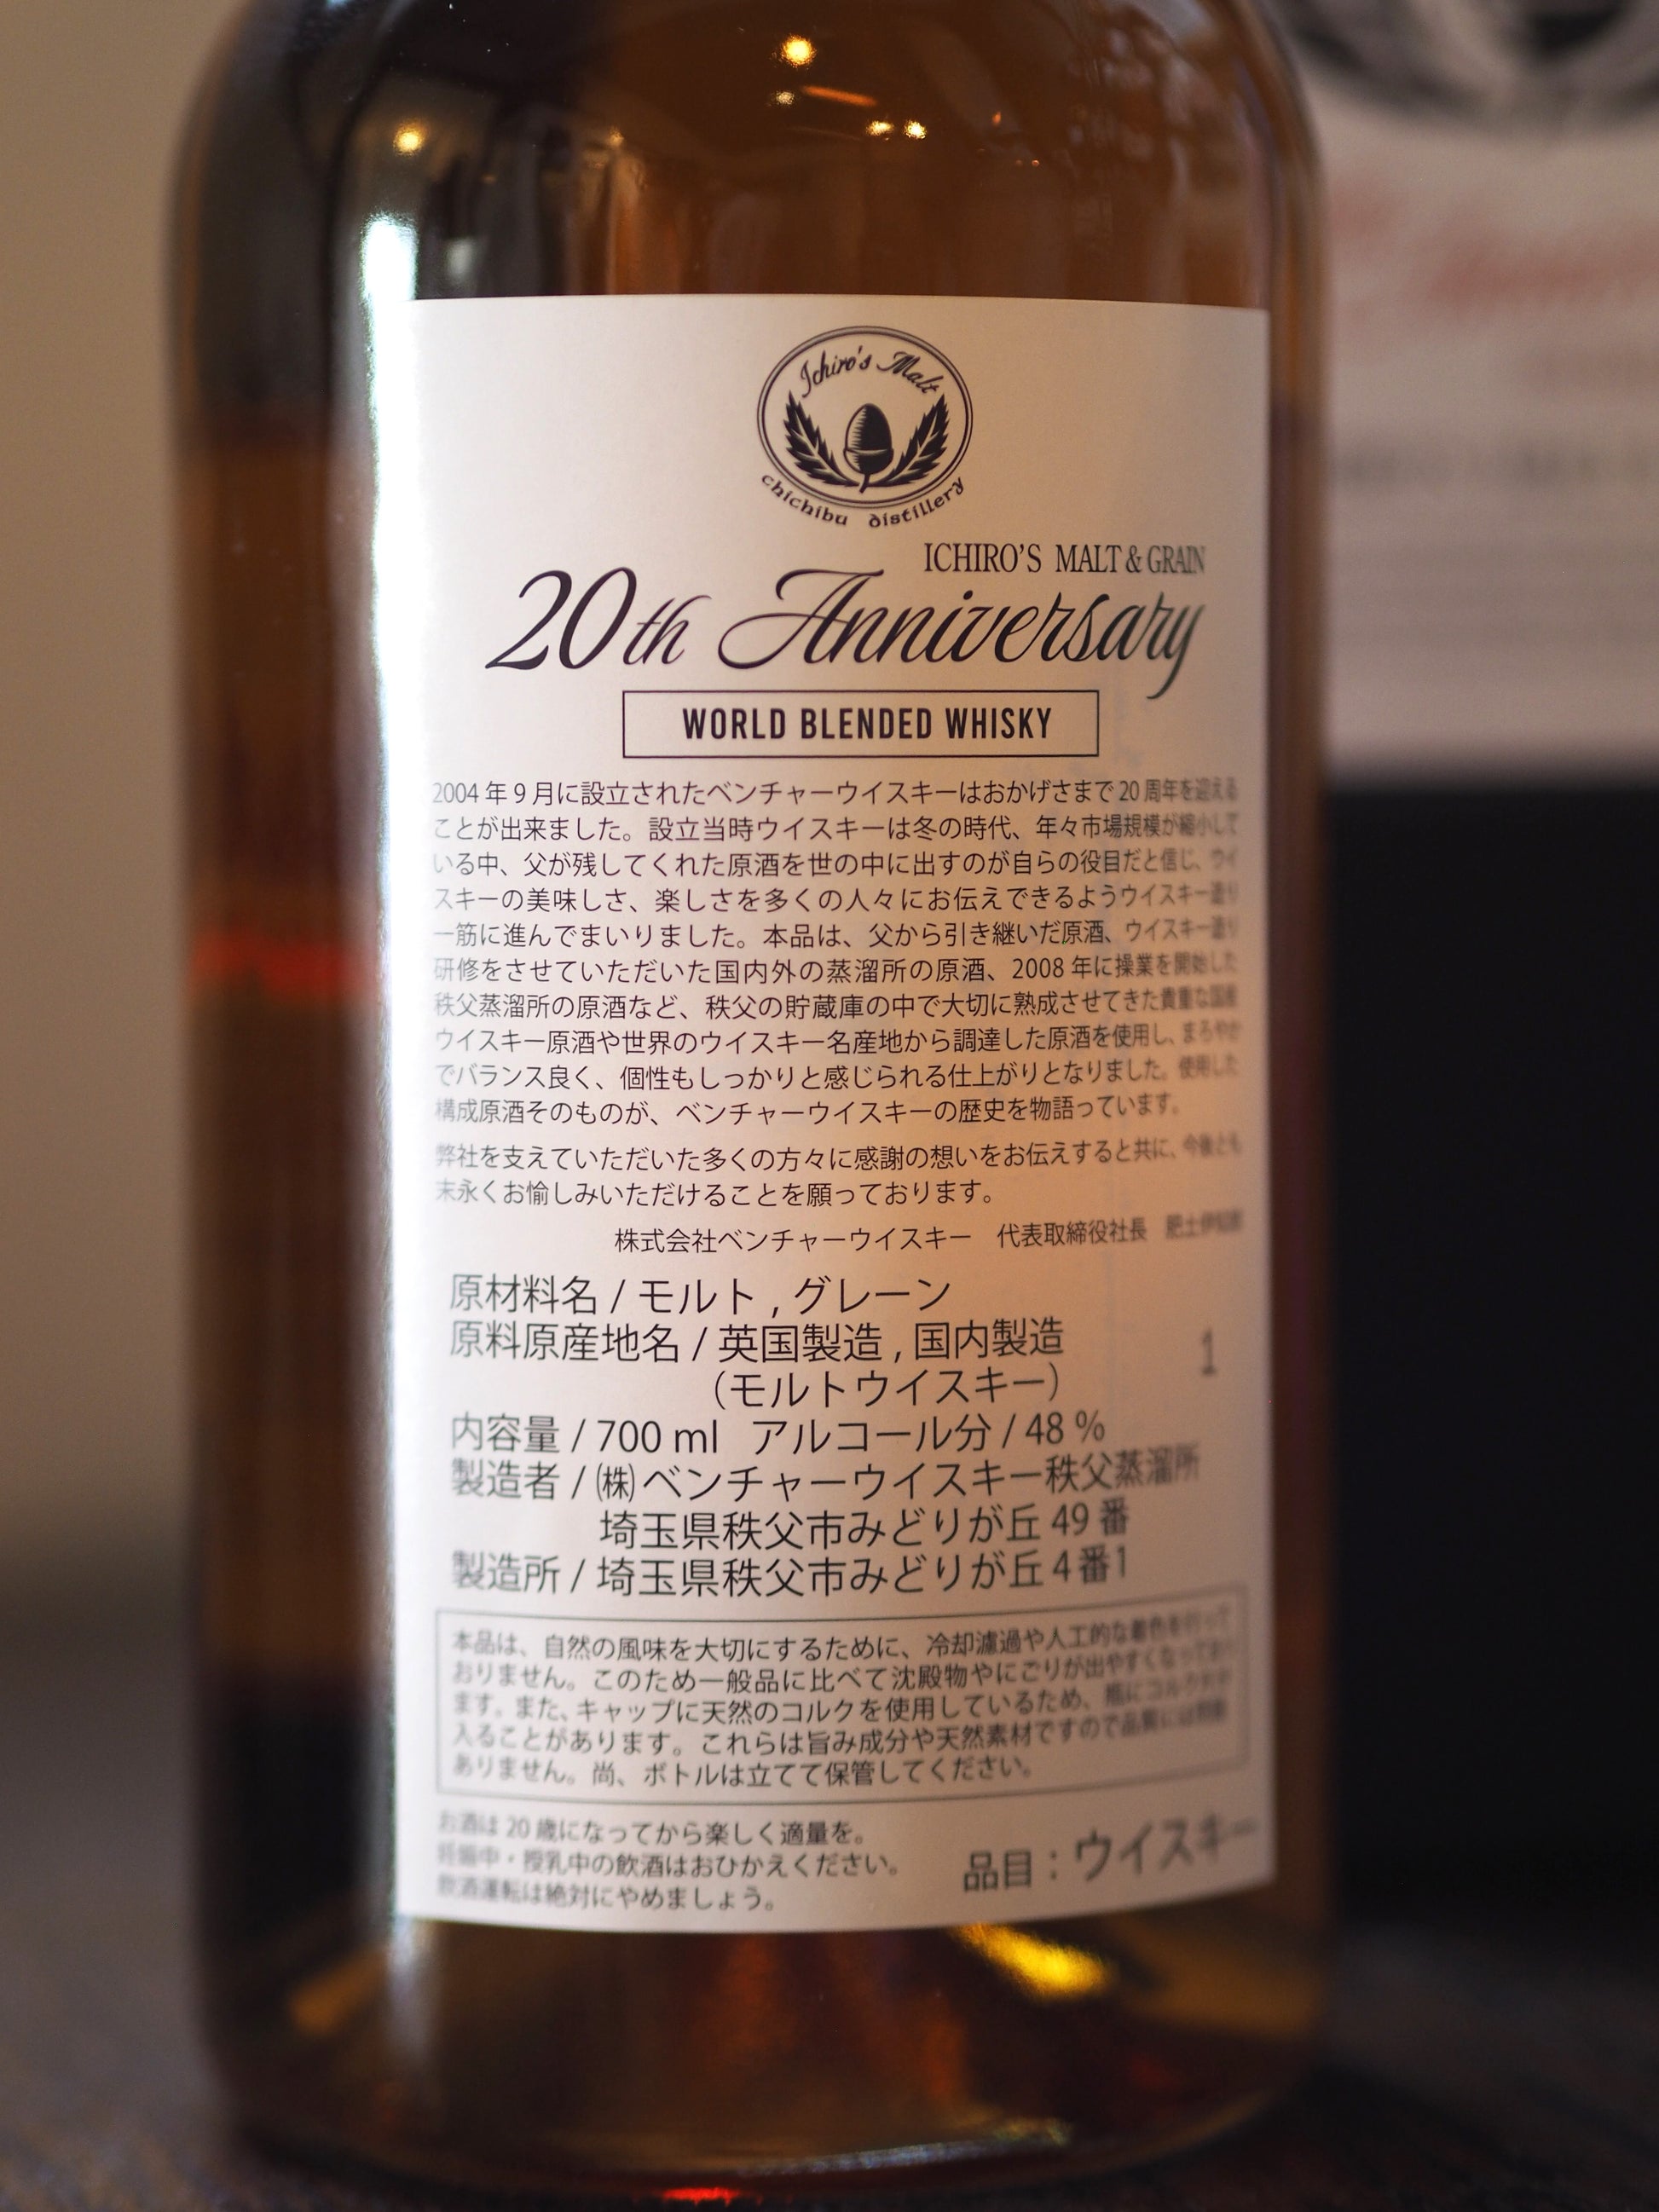 Ichiro's Malt
chichibu distillery
ICHIRO'S MALT & GRAIN
20th Anniversary
WORLD BLENDED WHISKY
2004年9月に設立されたベンチャーウイスキーはおかげさまで20周年を迎える
ことが出来ました。設立当時ウイスキーは冬の時代、年々市場規模が縮小して
いる中、父が残してくれた原酒を世の中に出すのが自らの役目だと信じ、ウイ
スキーの美味しさ、楽しさを多くの人々にお伝えできるようウイスキー造り
一筋に進んでまいりました。本品は、父から引き継いだ原酒、ウイスキー造り
研修をさせていただいた国内外の蒸溜所の原酒、2008年に操業を開始した
秩父蒸溜所の原酒など、秩父の貯蔵庫の中で大切に熟成させてきた貴重な国産
ウイスキー原酒や世界のウイスキー名産地から調達した原酒を使用し、まろやか
でバランス良く、個性もしっかりと感じられる仕上がりとなりました。使用した
構成原酒そのものが、ベンチャーウイスキーの歴史を物語っています。
弊社を支えていただいた多くの方々に感謝の想いをお伝えすると共に、今後とも
末永くお愉しみいただけることを願っております。
株式会社ベンチャーウイスキー 代表取締役社長 肥土伊知郎
原材料名 / モルト , グレーン
原料原産地名 / 英国製造 , 国内製造
1
（モルトウイスキー）
内容量 / 700 ml アルコール分 / 48 %
製造者 / ㈱ベンチャーウイスキー秩父蒸溜所
埼玉県秩父市みどりが丘 49 番
製造所 / 埼玉県秩父市みどりが丘 4 番1
本品は、自然の風味を大切にするために、冷却濾過や人工的な着色を行って
おりません。このため一般品に比べて沈殿物やにごりが出やすくなっており
ます。また、キャップに天然のコルクを使用しているため、瓶にコルク片が
入ることがあります。これらは旨み成分や天然素材ですので品質には問題
ありません。尚、ボトルは立てて保管してください。
お酒は20歳になってから楽しく適量を。
妊娠中・授乳中の飲酒はおひかえください。
飲酒運転は絶対にやめましょう。
品目：ウイスキー